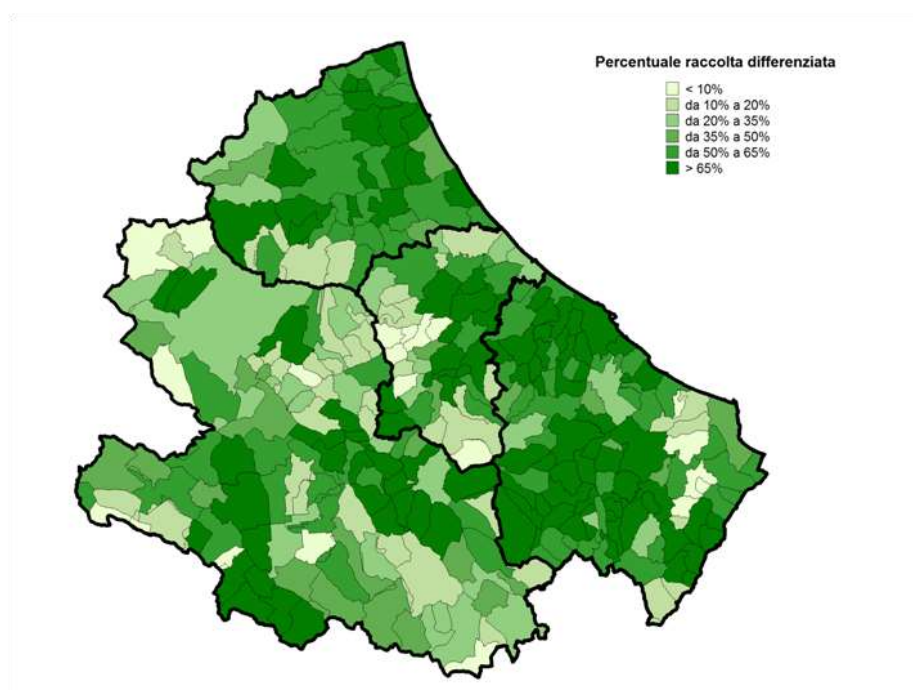 Percentuale raccolta differenziata
< 10%
da 10% a 20%
da 20% a 35%
da 35% a 50%
da 50% a 65%
> 65%